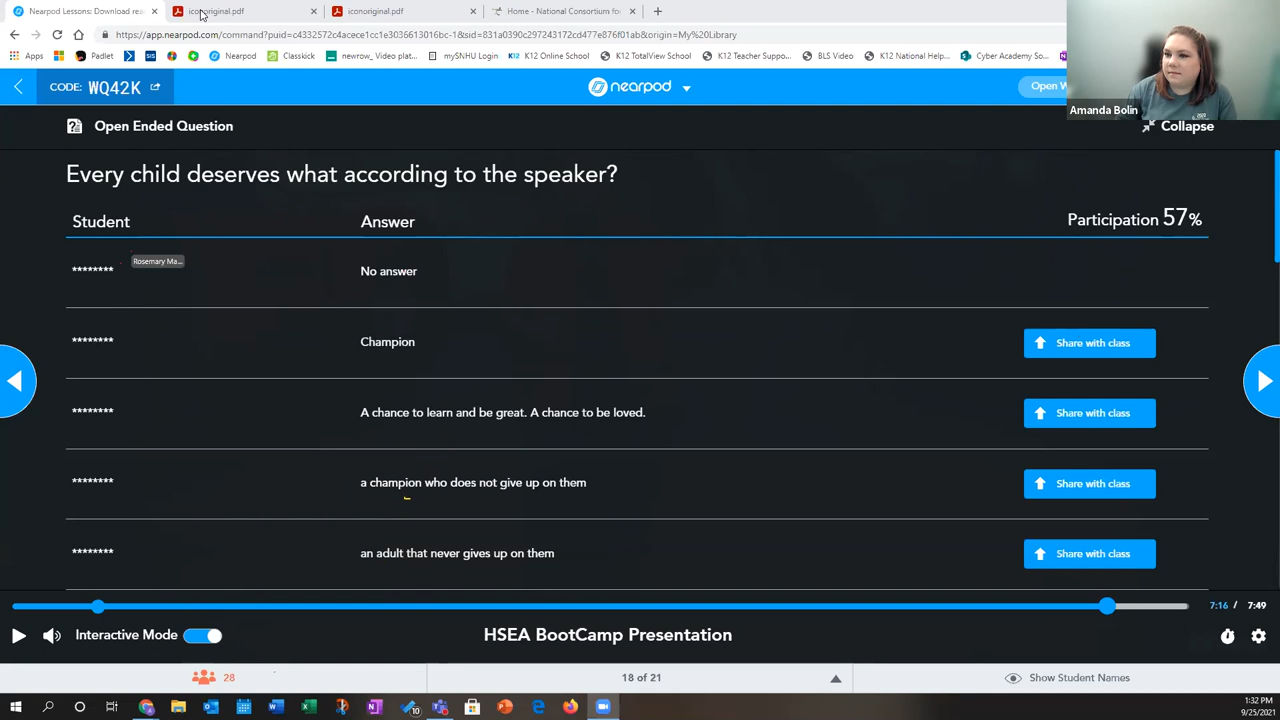 Nearpod Lessons: Download rea
iconoriginal.pdf
iconoriginal.pdf
Home - National Consortium for
https://app.nearpod.com/command?puid=c4332572c4acece1cc1e3036613016bc-1&sid=831a0390c297243172cd477e876f01ab&origin=My%20Library
Apps
Padlet
SIS
Nearpod
Classkick
newrow_ Video plat...
mySNHU Login
K12 Online School
K12 TotalView School
K12 Teacher Suppo...
BLS Video
K12 National Help...
Cyber Academy So...
CODE: WQ42K
nearpod
Open W
Amanda Bolin
Open Ended Question
Collapse
Every child deserves what according to the speaker?
Student
Answer
Participation 57%
********
Rosemary Ma...
No answer
********
Champion
Share with class
********
A chance to learn and be great. A chance to be loved.
Share with class
********
a champion who does not give up on them
Share with class
********
an adult that never gives up on them
Share with class
7:16 / 7:49
Interactive Mode
HSEA BootCamp Presentation
28
18 of 21
Show Student Names
1:32 PM
9/25/2021